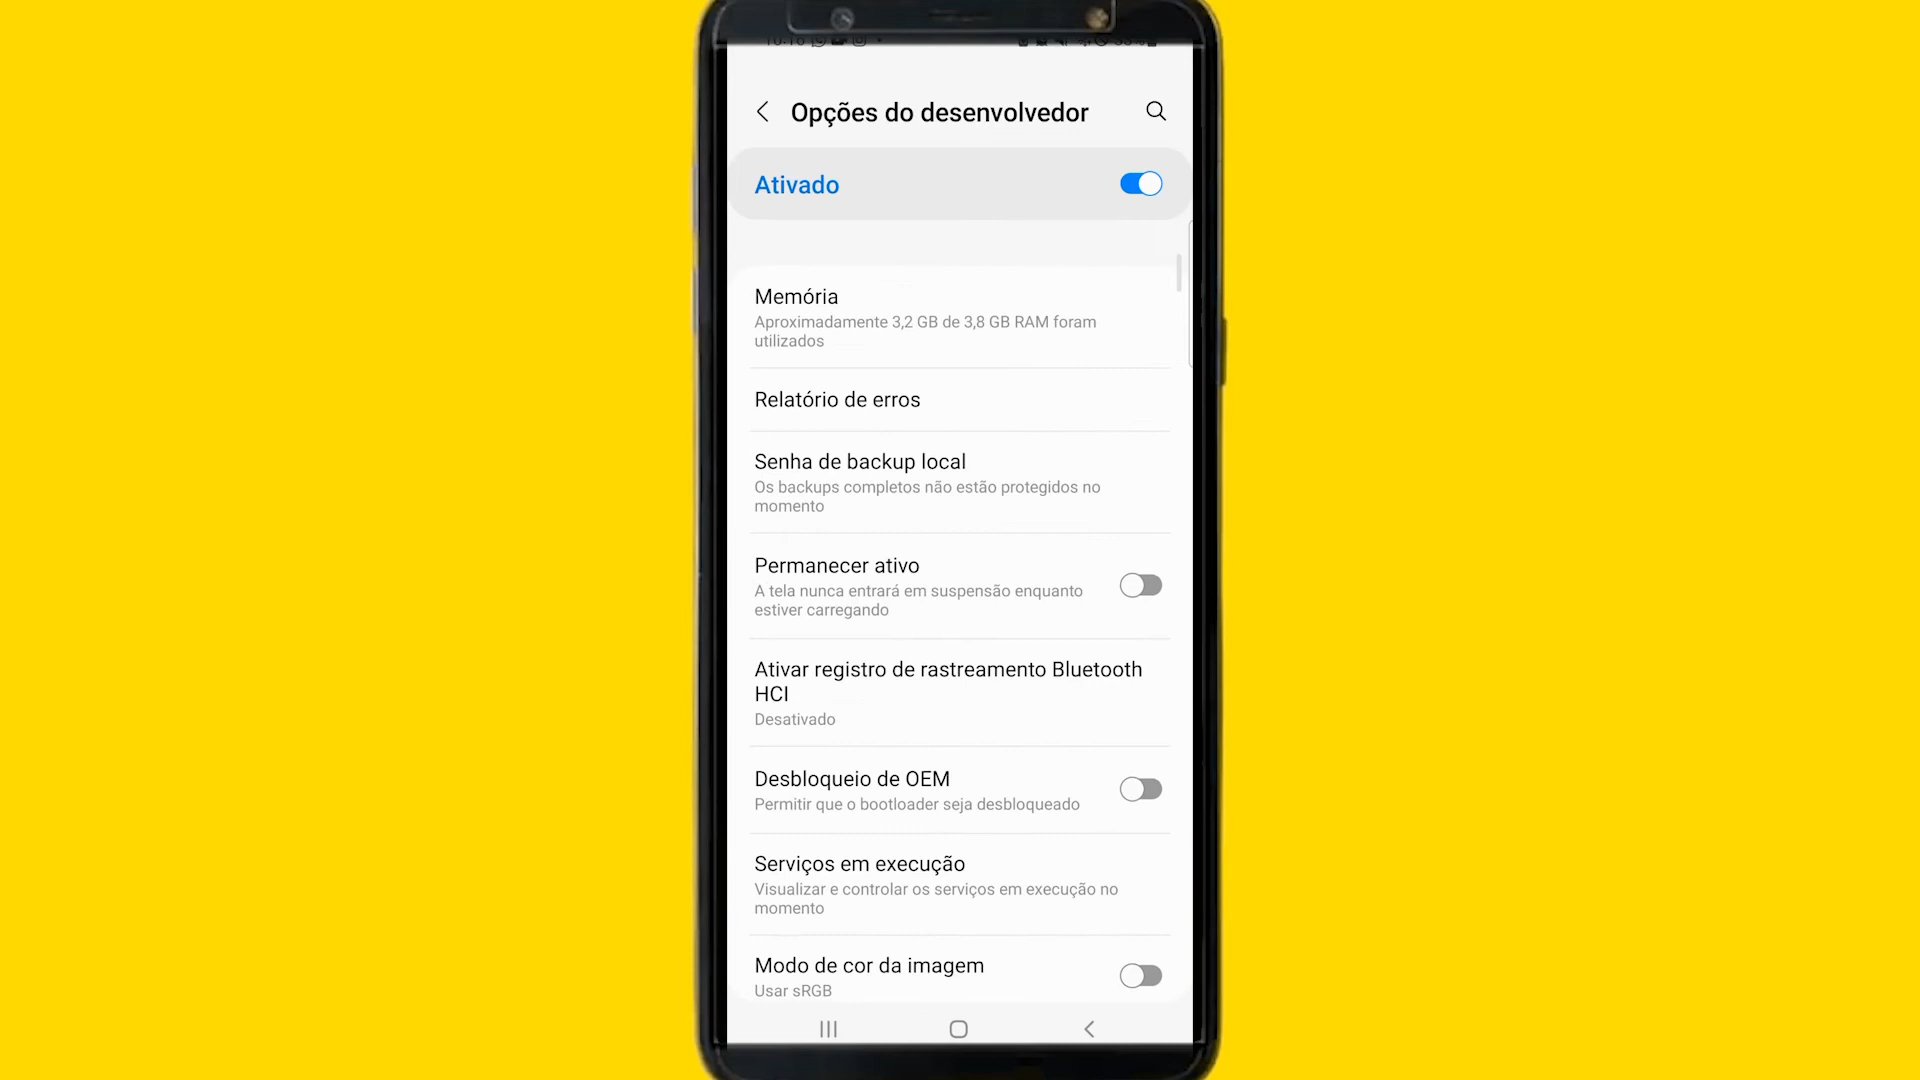 Opções do desenvolvedor
Ativado
Memória
Aproximadamente 3,2 GB de 3,8 GB RAM foram
utilizados
Relatório de erros
Senha de backup local
Os backups completos não estão protegidos no
momento
Permanecer ativo
A tela nunca entrará em suspensão enquanto
estiver carregando
Ativar registro de rastreamento Bluetooth
HCI
Desativado
Desbloqueio de OEM
Permitir que o bootloader seja desbloqueado
Serviços em execução
Visualizar e controlar os serviços em execução no
momento
Modo de cor da imagem
Usar sRGB